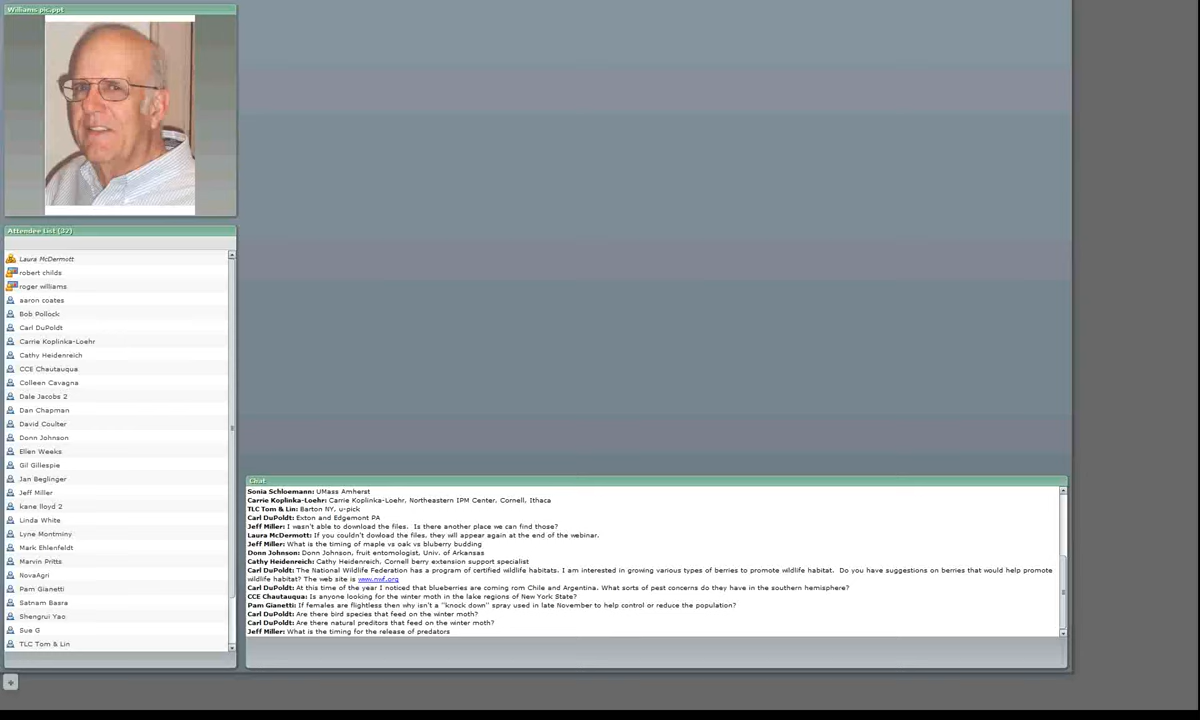 Williams pic.ppt
Attendee List (32)
Laura McDermott
robert childs
roger williams
aaron coates
Bob Pollock
Carl DuPoldt
Carrie Koplinka-Loehr
Cathy Heidenreich
CCE Chautauqua
Colleen Cavagna
Dale Jacobs 2
Dan Chapman
David Coulter
Donn Johnson
Ellen Weeks
Gil Gillespie
Jan Beglinger
Jeff Miller
kane lloyd 2
Linda White
Lyne Montminy
Mark Ehlenfeldt
Marvin Pritts
NovaAgri
Pam Gianetti
Satnam Basra
Shengrui Yao
Sue G
TLC Tom & Lin
Chat
Sonia Schloemann: UMass Amherst
Carrie Koplinka-Loehr: Carrie Koplinka-Loehr, Northeastern IPM Center, Cornell, Ithaca
TLC Tom & Lin: Barton NY, u-pick
Carl DuPoldt: Exton and Edgemont PA
Jeff Miller: I wasn't able to download the files. Is there another place we can find those?
Laura McDermott: If you couldn't dowload the files, they will appear again at the end of the webinar.
Jeff Miller: What is the timing of maple vs oak vs bluberry budding
Donn Johnson: Donn Johnson, fruit entomologist, Univ. of Arkansas
Cathy Heidenreich: Cathy Heidenreich, Cornell berry extension support specialist
Carl DuPoldt: The National Wildlife Federation has a program of certified wildlife habitats. I am interested in growing various types of berries to promote wildlife habitat. Do you have suggestions on berries that would help promote
wildlife habitat? The web site is www.nwf.org
Carl DuPoldt: At this time of the year I noticed that blueberries are coming rom Chile and Argentina. What sorts of pest concerns do they have in the southern hemisphere?
CCE Chautauqua: Is anyone looking for the winter moth in the lake regions of New York State?
Pam Gianetti: If females are flightless then why isn't a "knock down" spray used in late November to help control or reduce the population?
Carl DuPoldt: Are there bird species that feed on the winter moth?
Carl DuPoldt: Are there natural preditors that feed on the winter moth?
Jeff Miller: What is the timing for the release of predators